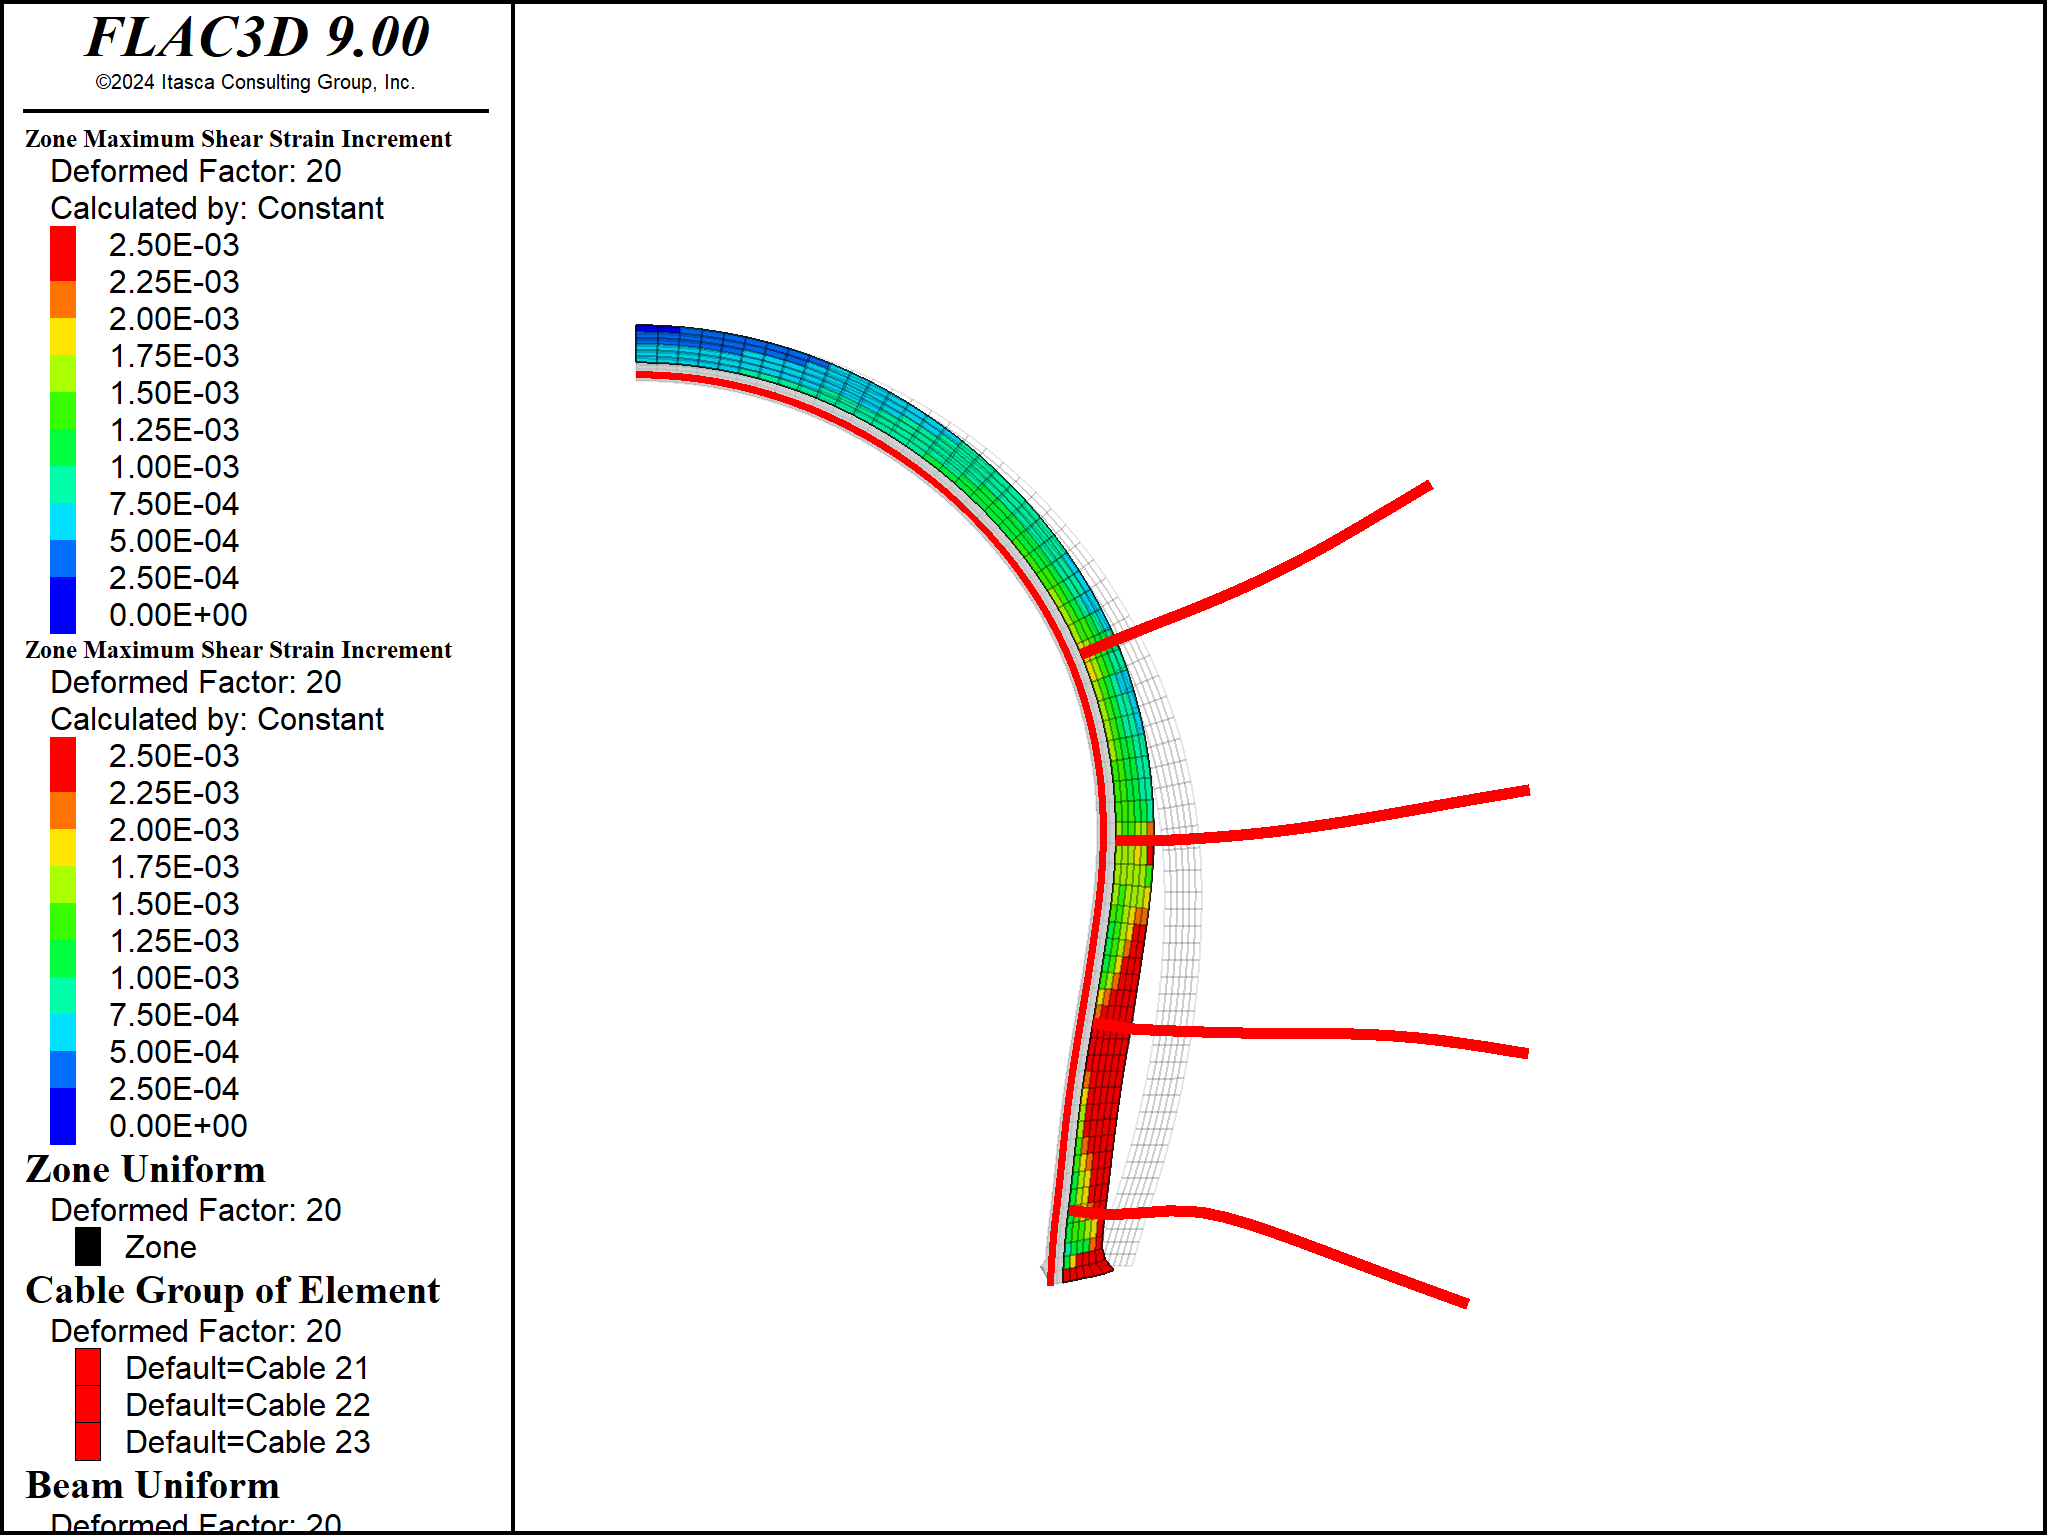 FLAC3D 9.00
©2024 Itasca Consulting Group, Inc.
Zone Maximum Shear Strain Increment
Deformed Factor: 20
Calculated by: Constant
2.50E-03
2.25E-03
2.00E-03
1.75E-03
1.50E-03
1.25E-03
1.00E-03
7.50E-04
5.00E-04
2.50E-04
0.00E+00
Zone Maximum Shear Strain Increment
Deformed Factor: 20
Calculated by: Constant
2.50E-03
2.25E-03
2.00E-03
1.75E-03
1.50E-03
1.25E-03
1.00E-03
7.50E-04
5.00E-04
2.50E-04
0.00E+00
Zone Uniform
Deformed Factor: 20
Zone
Cable Group of Element
Deformed Factor: 20
Default=Cable 21
Default=Cable 22
Default=Cable 23
Beam Uniform
Deformed Factor: 20